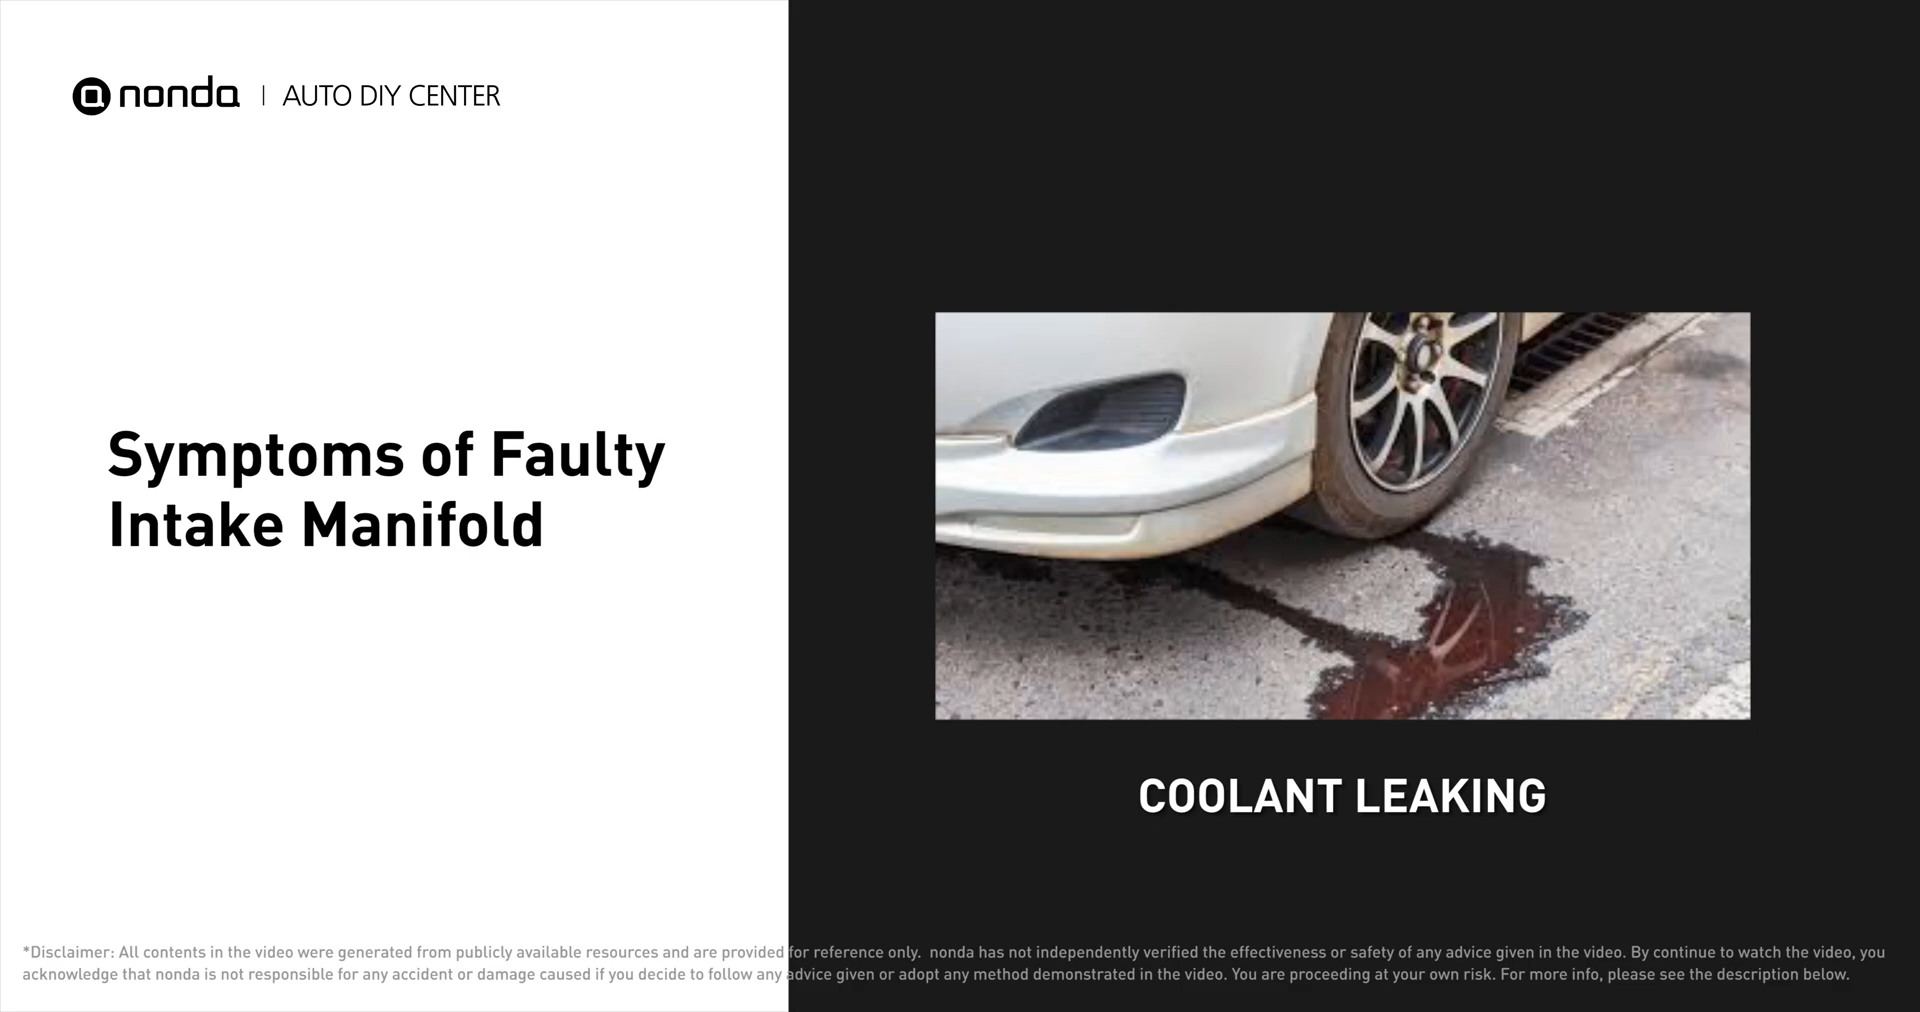 nonda | AUTO DIY CENTER
Symptoms of Faulty
Intake Manifold
COOLANT LEAKING
*Disclaimer: All contents in the video were generated from publicly available resources and are provided for reference only.  nonda has not independently verified the effectiveness or safety of any advice given in the video. By continue to watch the video, you
acknowledge that nonda is not responsible for any accident or damage caused if you decide to follow any advice given or adopt any method demonstrated in the video. You are proceeding at your own risk. For more info, please see the description below.